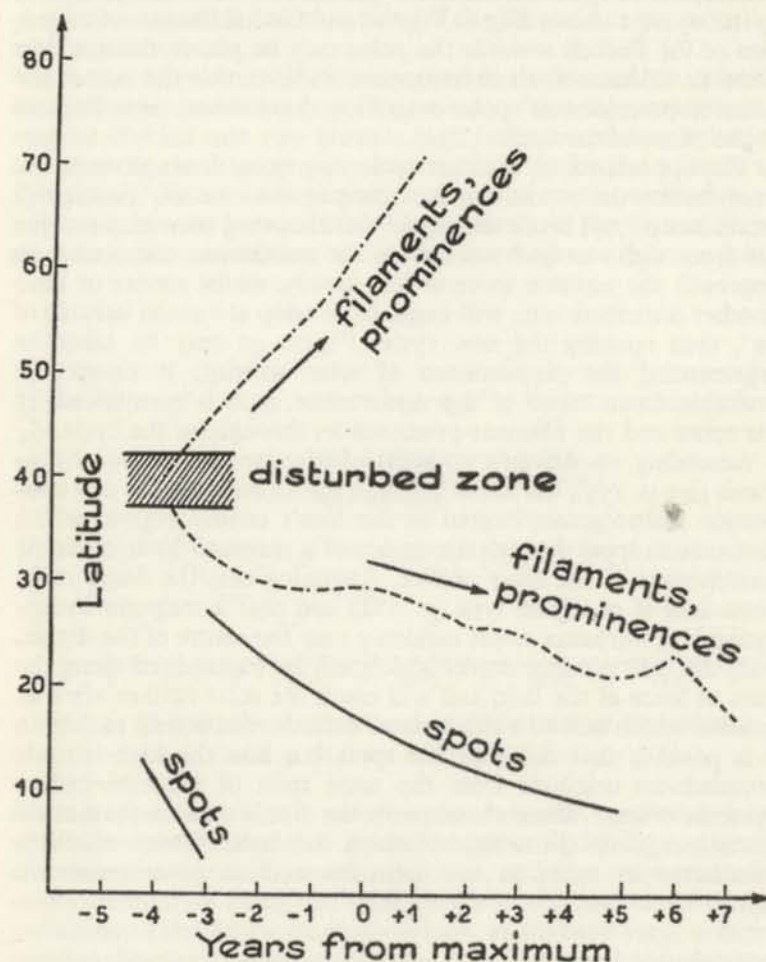 80
70
60
50
40
30
20
10
Latitude
filaments,
prominences
disturbed zone
filaments,
prominences
spots
spots
-5 -4 -3 -2 -1 0 +1 +2 +3 +4 +5 +6 +7
Years from maximum